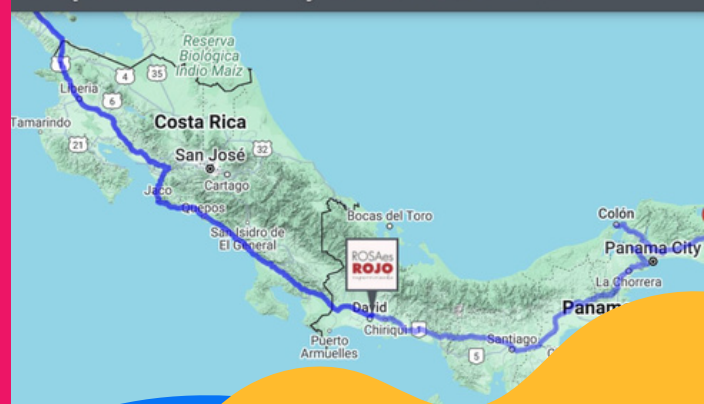 Reserva
Biológica
Indio Maíz
4
35
Liberia
6
Tamarindo
Costa Rica
21
San José
32
Cartago
Jaco
Quepos
Bocas del Toro
San Isidro de
El General
Colón
ROSAes
ROJO
Panama City
La Chorrera
David
Panam
Chiriquí
1
Puerto
Armuelles
Santiago
5